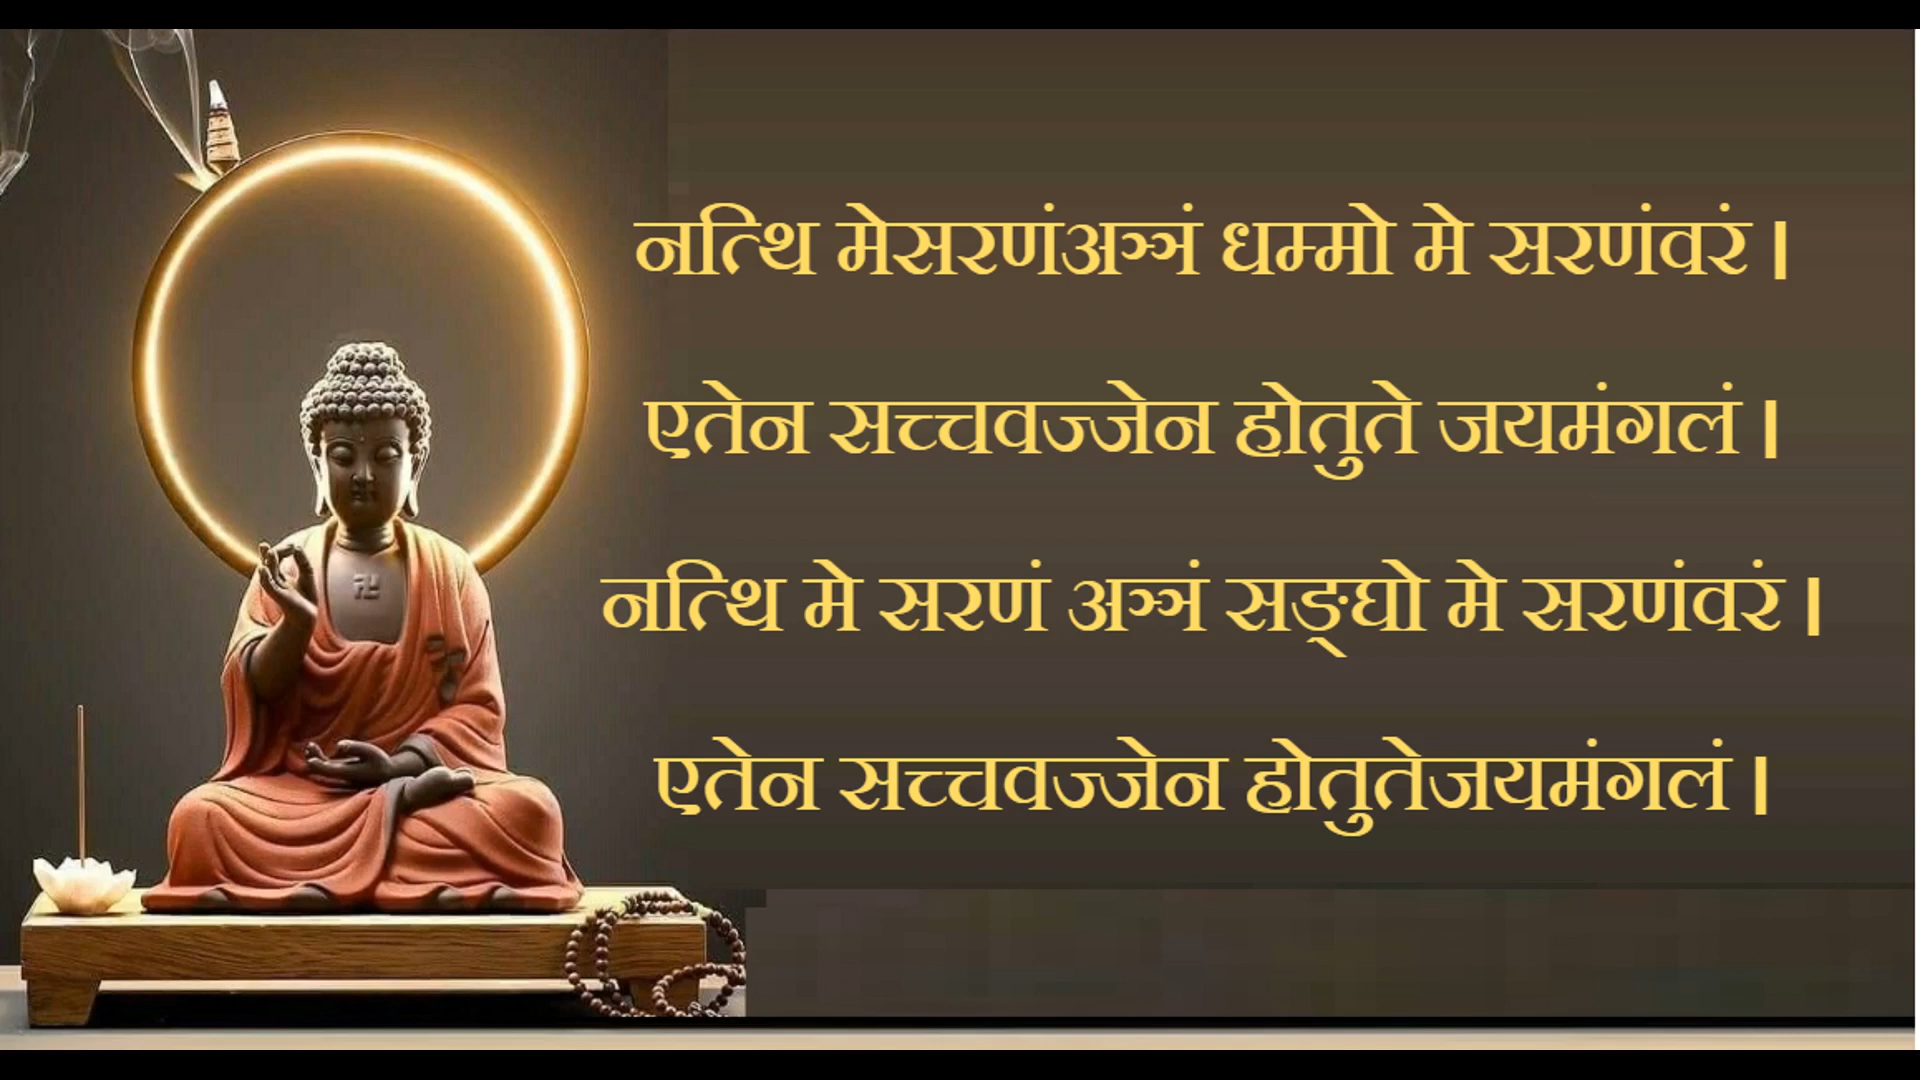 नत्थि मेसरणंअञ्ञं धम्मो मे सरणंवरं ।
एतेन सच्चवज्जेन होतुते जयमंगलं ।
नत्थि मे सरणं अञ्ञं सङ्घो मे सरणंवरं ।
एतेन सच्चवज्जेन होतुतेजयमंगलं ।